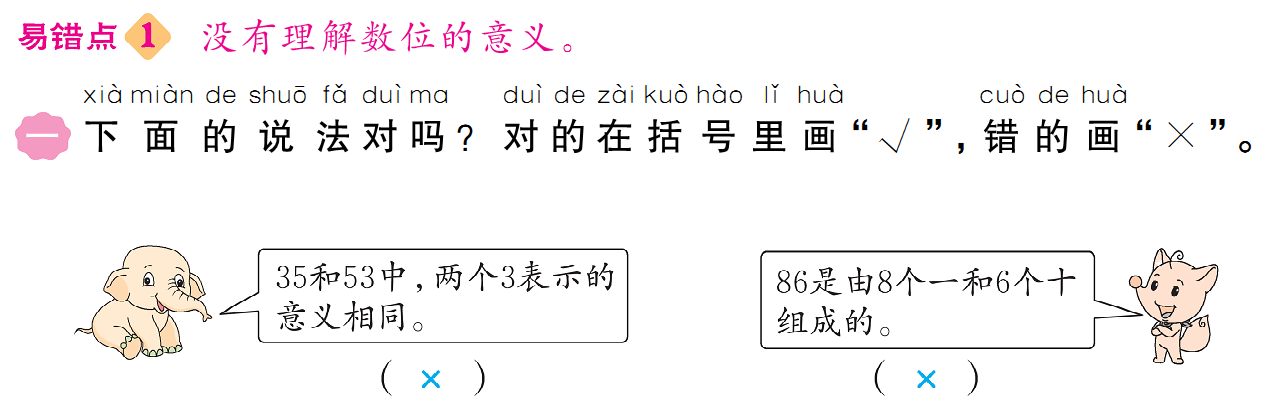 易错点 1 没有理解数位的意义。
xià miàn de shuō fǎ duì ma duì de zài kuò hào lǐ huà cuò de huà
一 下面的说法对吗?对的在括号里画“√”,错的画“×”。
35和53中,两个3表示的
意义相同。
( × )
86是由8个一和6个十
组成的。
( × )